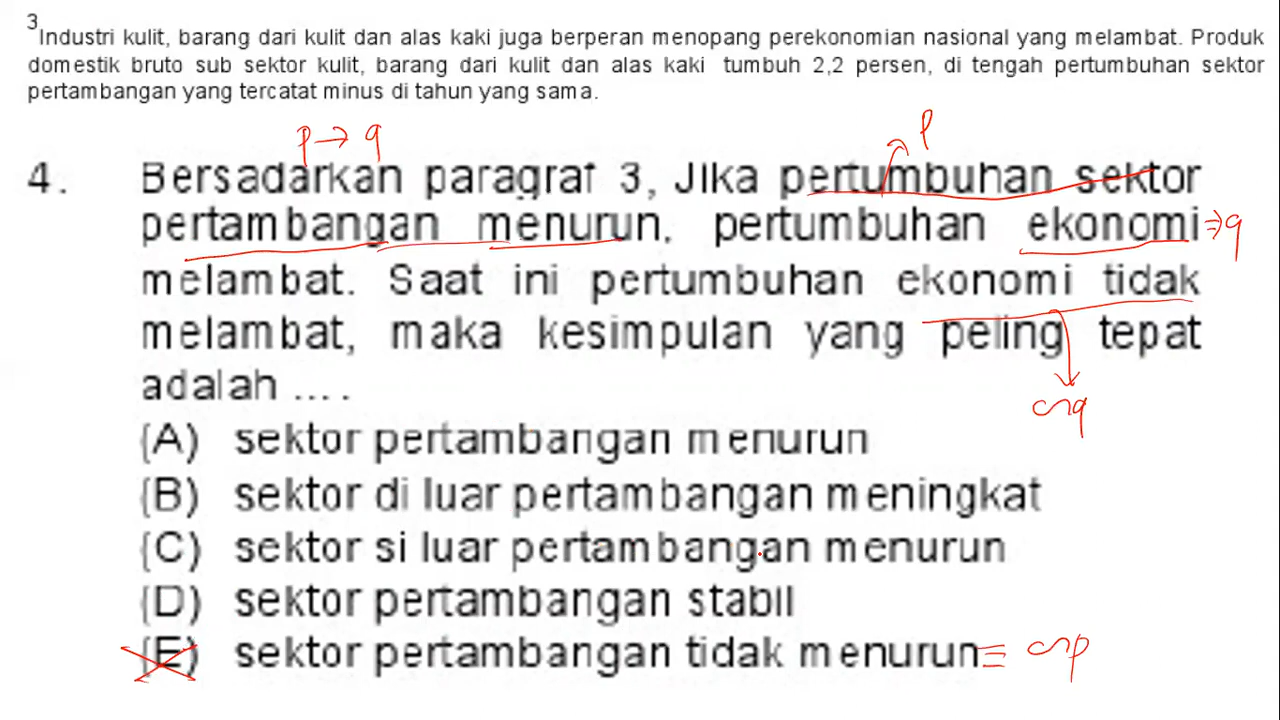 3
Industri kulit, barang dari kulit dan alas kaki juga berperan menopang perekonomian nasional yang melambat. Produk
domestik bruto sub sektor kulit, barang dari kulit dan alas kaki tumbuh 2,2 persen, di tengah pertumbuhan sektor
pertambangan yang tercatat minus di tahun yang sama.
p → q
p
4. Bersadarkan paragraf 3, Jika pertumbuhan sektor
pertambangan menurun, pertumbuhan ekonomi ⇒ q
melambat. Saat ini pertumbuhan ekonomi tidak
melambat, maka kesimpulan yang peling tepat
adalah ....
~q
(A) sektor pertambangan menurun
(B) sektor di luar pertambangan meningkat
(C) sektor si luar pertambangan menurun
(D) sektor pertambangan stabil
(E) sektor pertambangan tidak menurun ≡ ~p